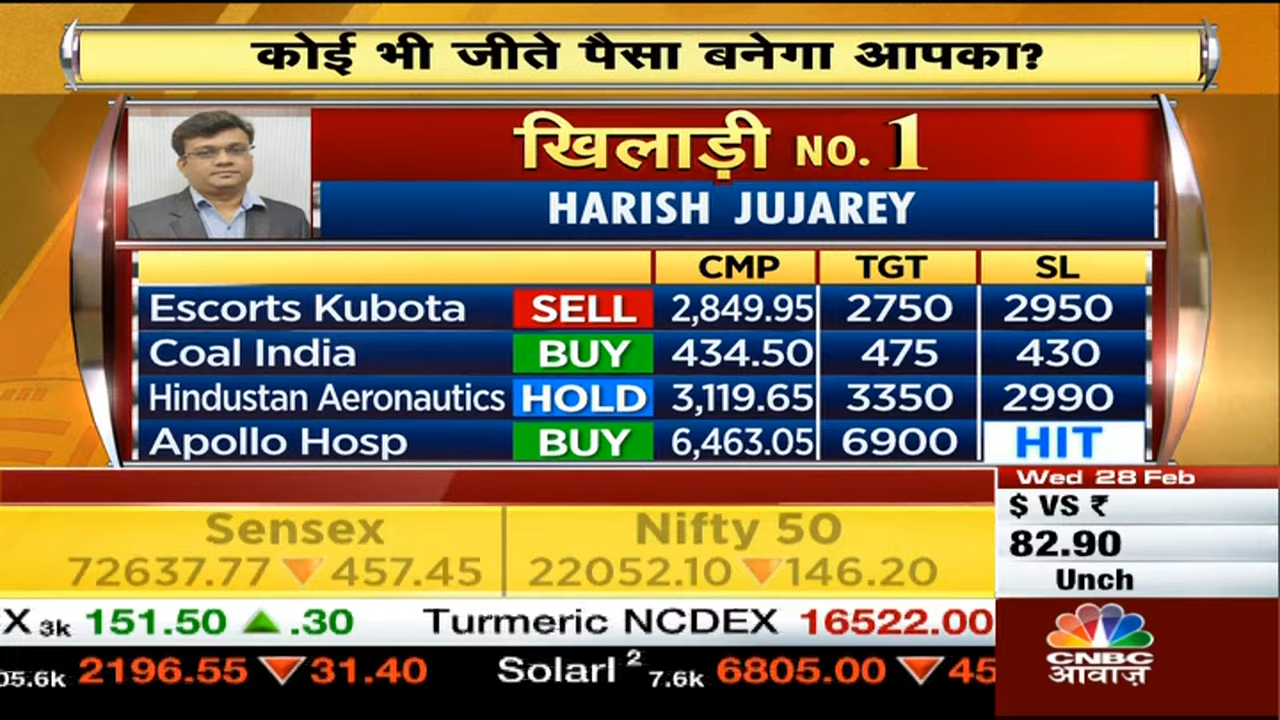 कोई भी जीते पैसा बनेगा आपका?
खिलाड़ी NO. 1
HARISH JUJAREY
CMP TGT SL
Escorts Kubota SELL 2,849.95 2750 2950
Coal India BUY 434.50 475 430
Hindustan Aeronautics HOLD 3,119.65 3350 2990
Apollo Hosp BUY 6,463.05 6900 HIT
Wed 28 Feb
$ VS ₹
82.90
Unch
Sensex Nifty 50
72637.77 ▼ 457.45 22052.10 ▼ 146.20
X 3k 151.50 ▲ .30 Turmeric NCDEX 16522.00
05.6k 2196.55 ▼ 31.40 SolarI 2 7.6k 6805.00 ▼ 45
CNBC
आवाज़